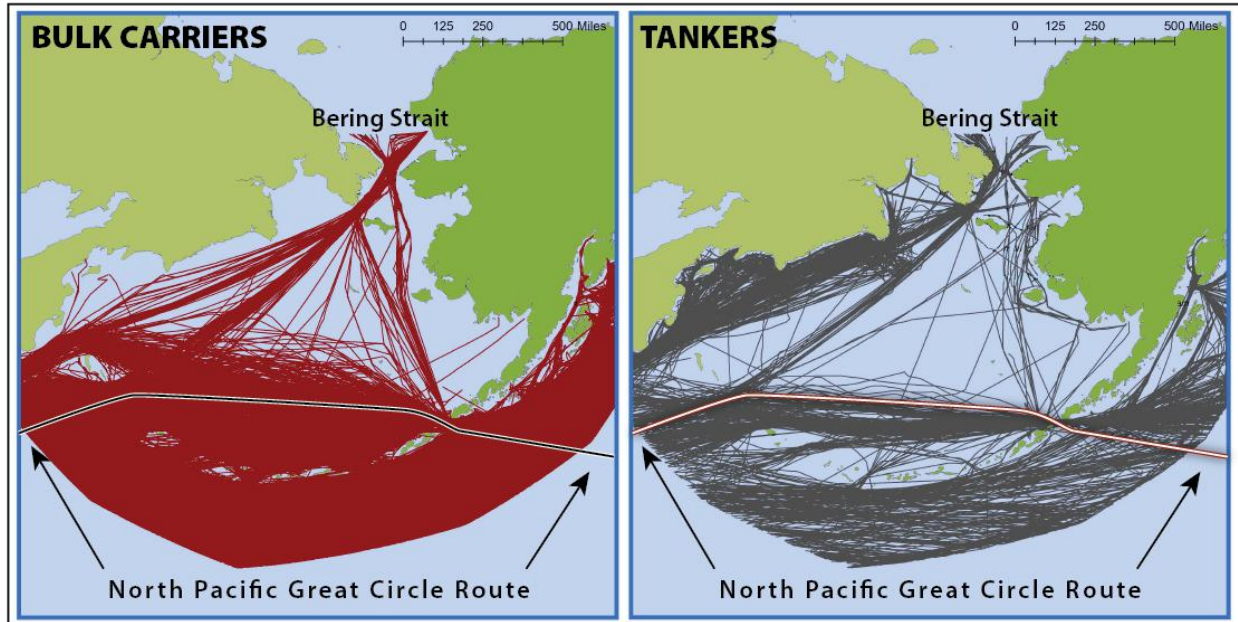 BULK CARRIERS
0 125 250 500 Miles
Bering Strait
North Pacific Great Circle Route
TANKERS
0 125 250 500 Miles
Bering Strait
North Pacific Great Circle Route